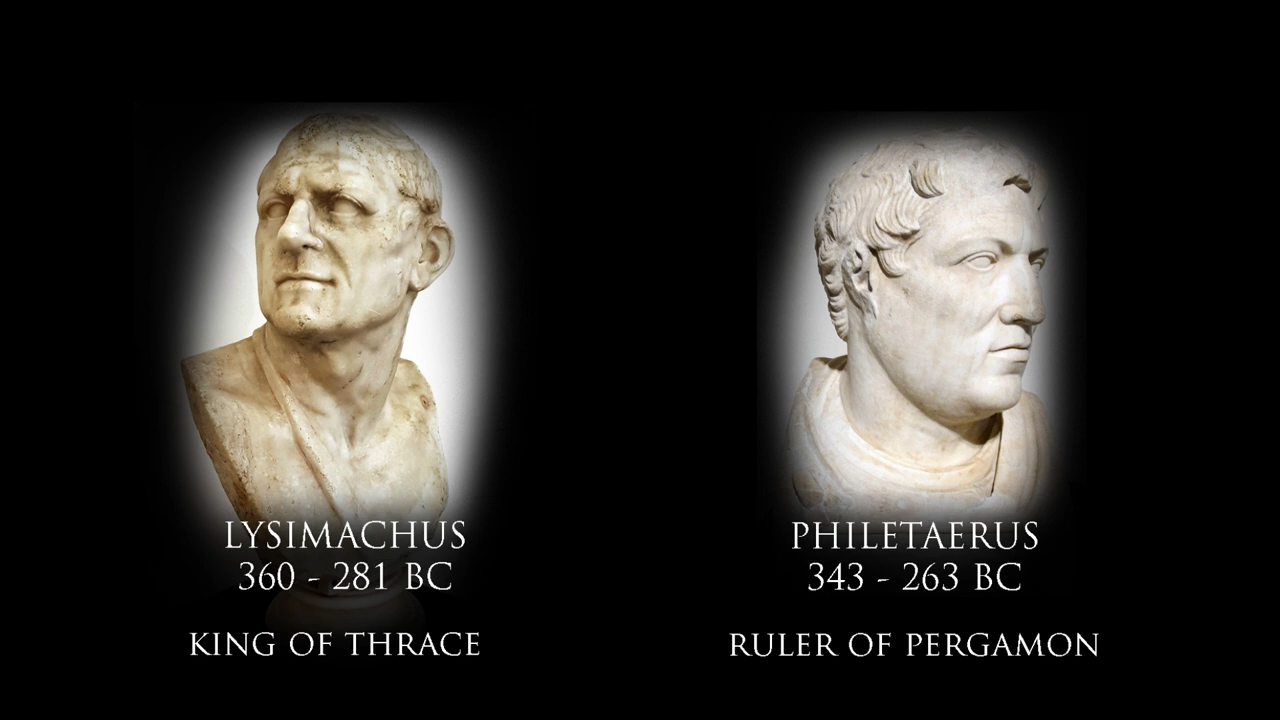 LYSIMACHUS
360 - 281 BC
KING OF THRACE
PHILETAERUS
343 - 263 BC
RULER OF PERGAMON